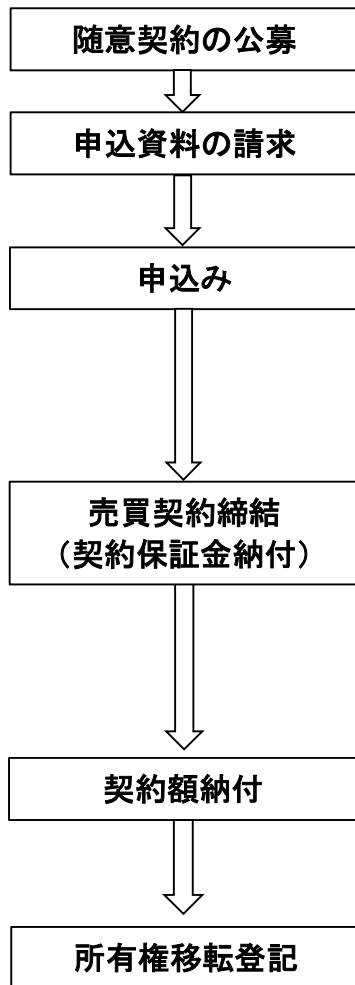 随意契約の公募
申込資料の請求
申込み
売買契約締結
（契約保証金納付）
契約額納付
所有権移転登記